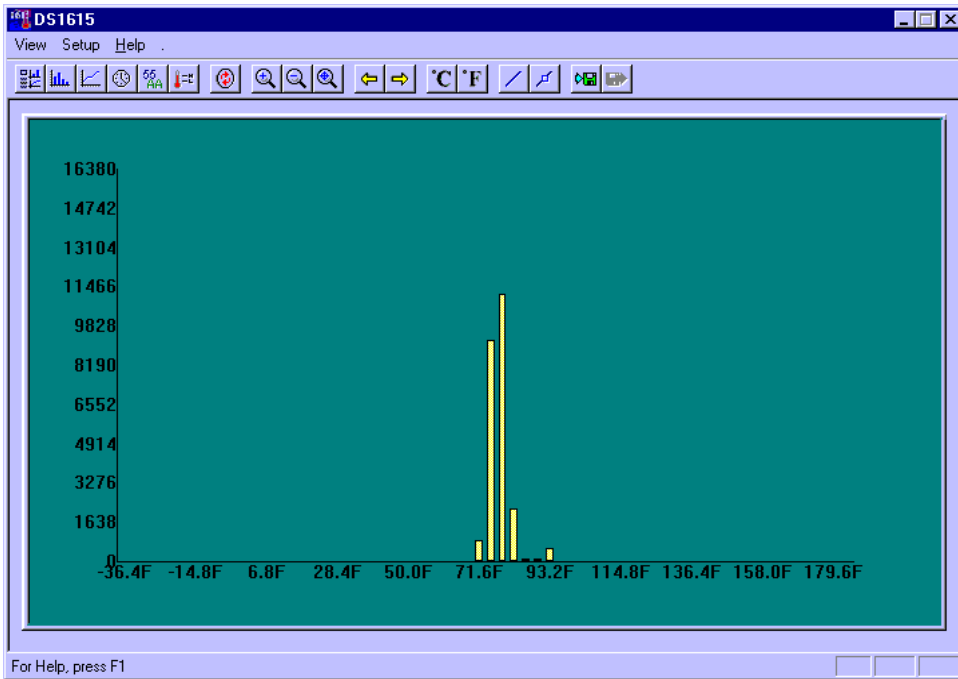 DS1615
View Setup Help .
55
AA
°C °F
16380
14742
13104
11466
9828
8190
6552
4914
3276
1638
0
-36.4F -14.8F 6.8F 28.4F 50.0F 71.6F 93.2F 114.8F 136.4F 158.0F 179.6F
For Help, press F1